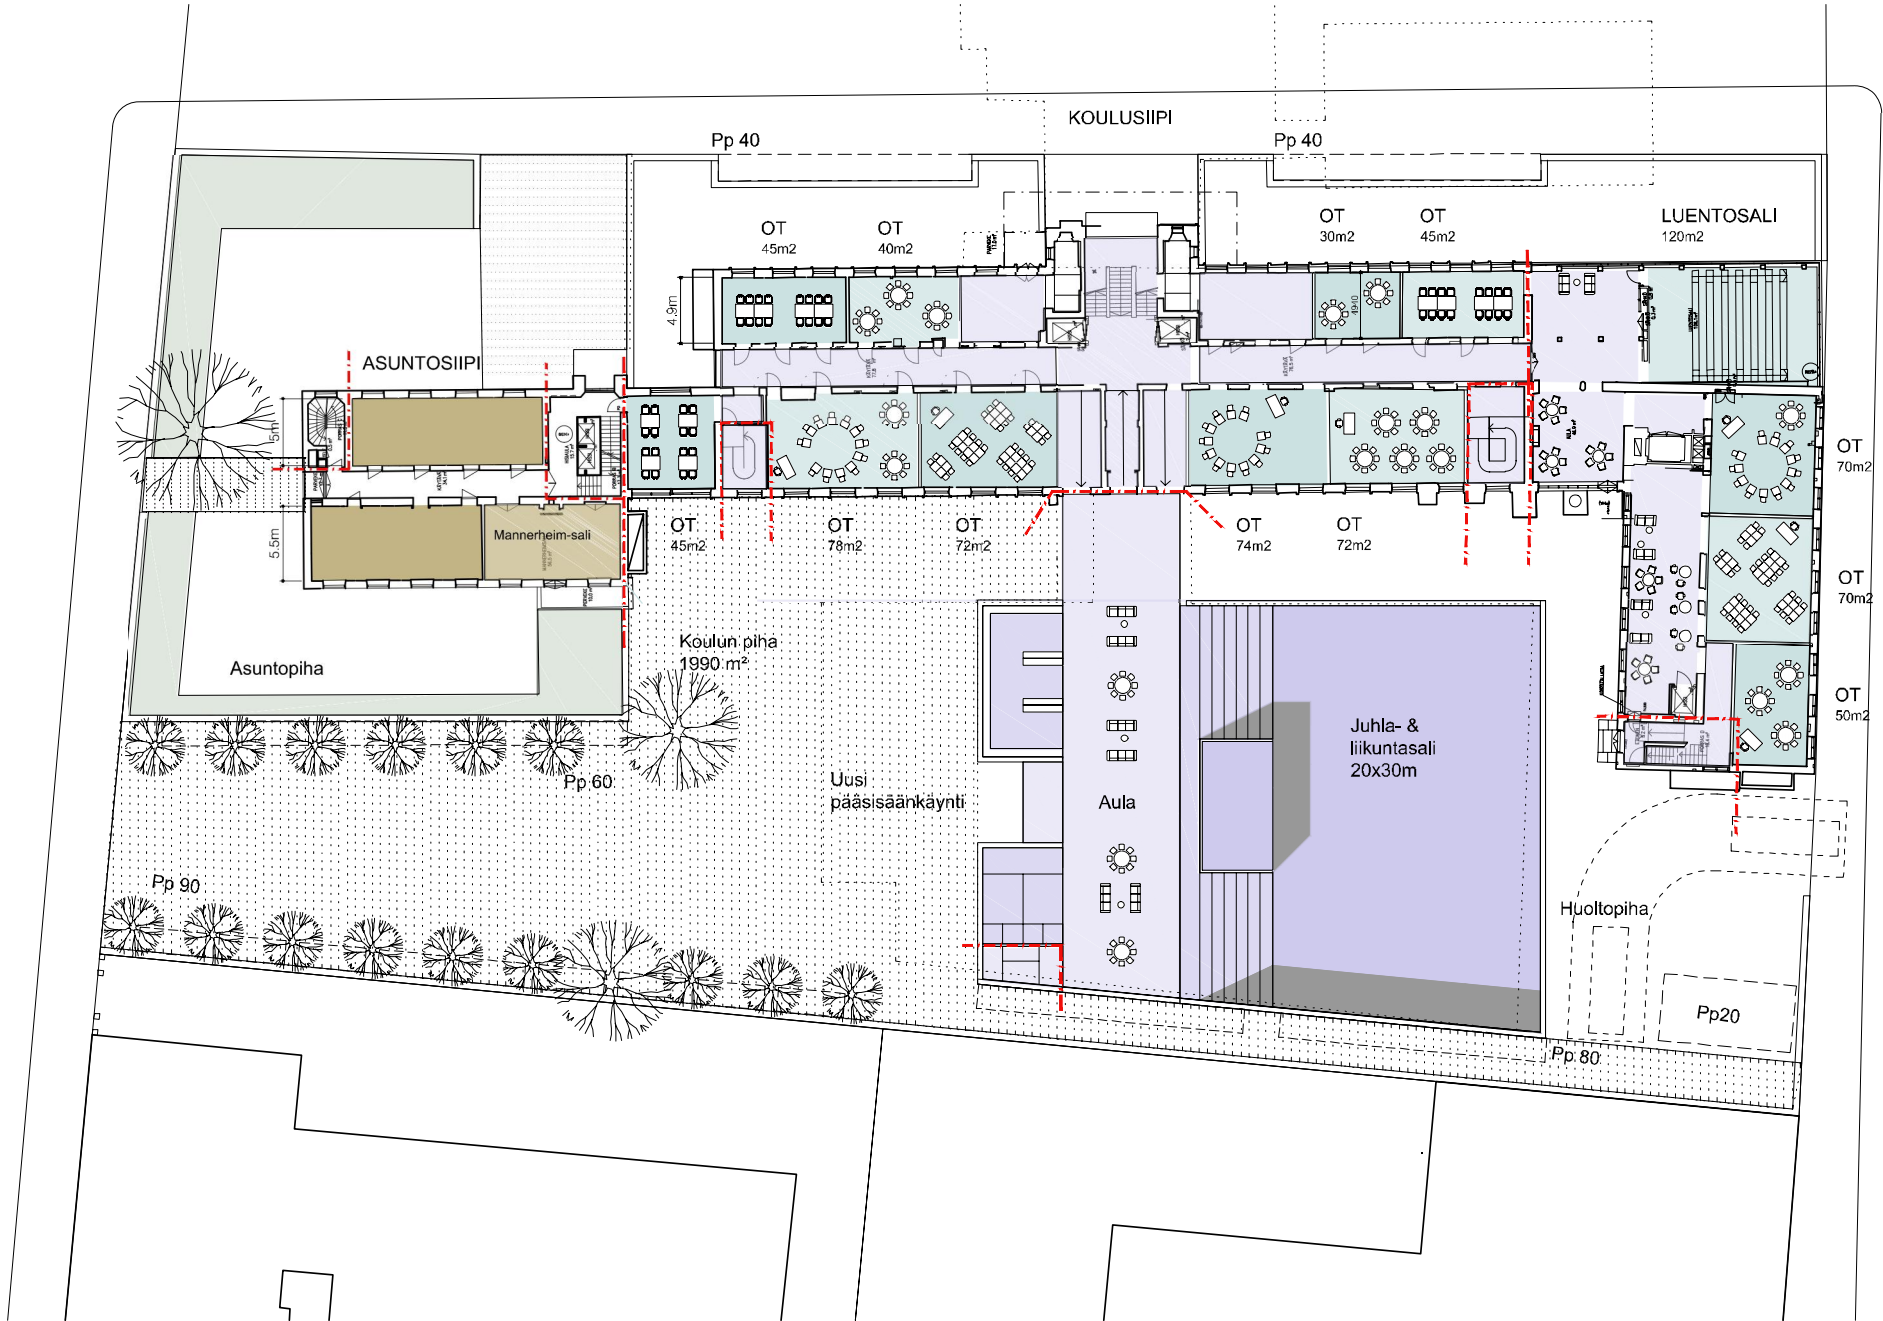 KOULUSIIPI
Pp 40
Pp 40
OT
45m2
OT
40m2
OT
30m2
OT
45m2
LUENTOSALI
120m2
4.9m
4940
ASUNTOSIIPI
5m
5.5m
Mannerheim-sali
OT
45m2
OT
78m2
OT
72m2
OT
74m2
OT
72m2
OT
70m2
OT
70m2
OT
50m2
Asuntopiha
Koulun piha
1990 m²
Pp 60
Uusi
pääsisäänkäynti
Aula
Juhla- &
liikuntasali
20x30m
Pp 90
Huoltopiha
Pp20
Pp 80